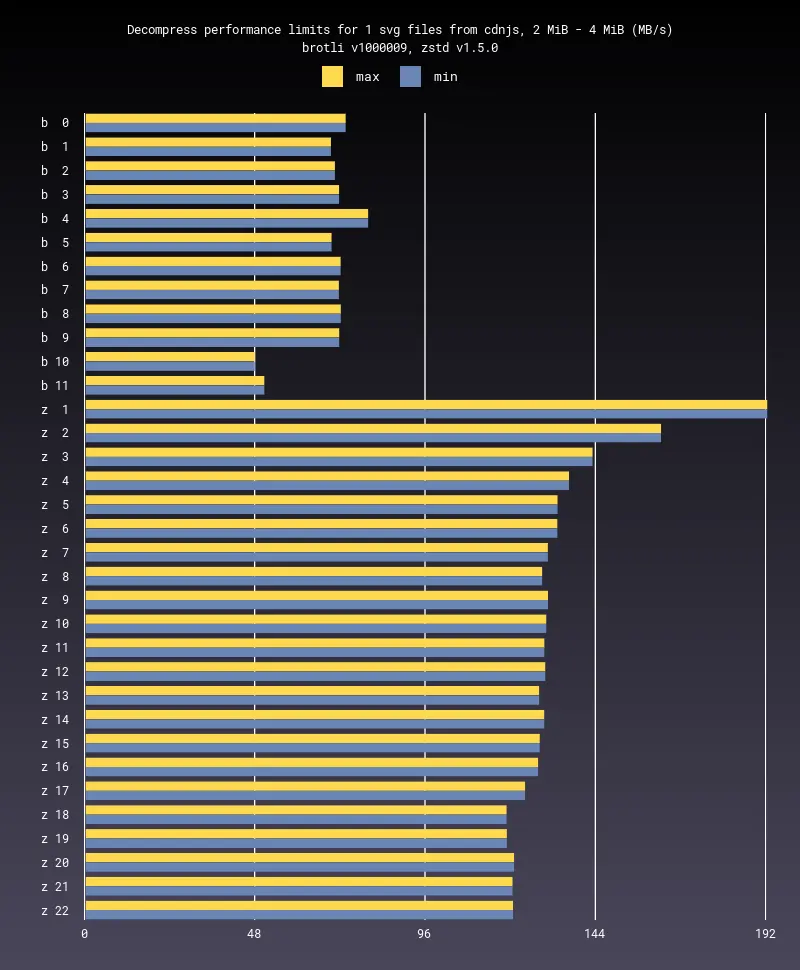 Decompress performance limits for 1 svg files from cdnjs, 2 MiB - 4 MiB (MB/s)
brotli v1000009, zstd v1.5.0
max min
b 0
b 1
b 2
b 3
b 4
b 5
b 6
b 7
b 8
b 9
b 10
b 11
z 1
z 2
z 3
z 4
z 5
z 6
z 7
z 8
z 9
z 10
z 11
z 12
z 13
z 14
z 15
z 16
z 17
z 18
z 19
z 20
z 21
z 22
0 48 96 144 192